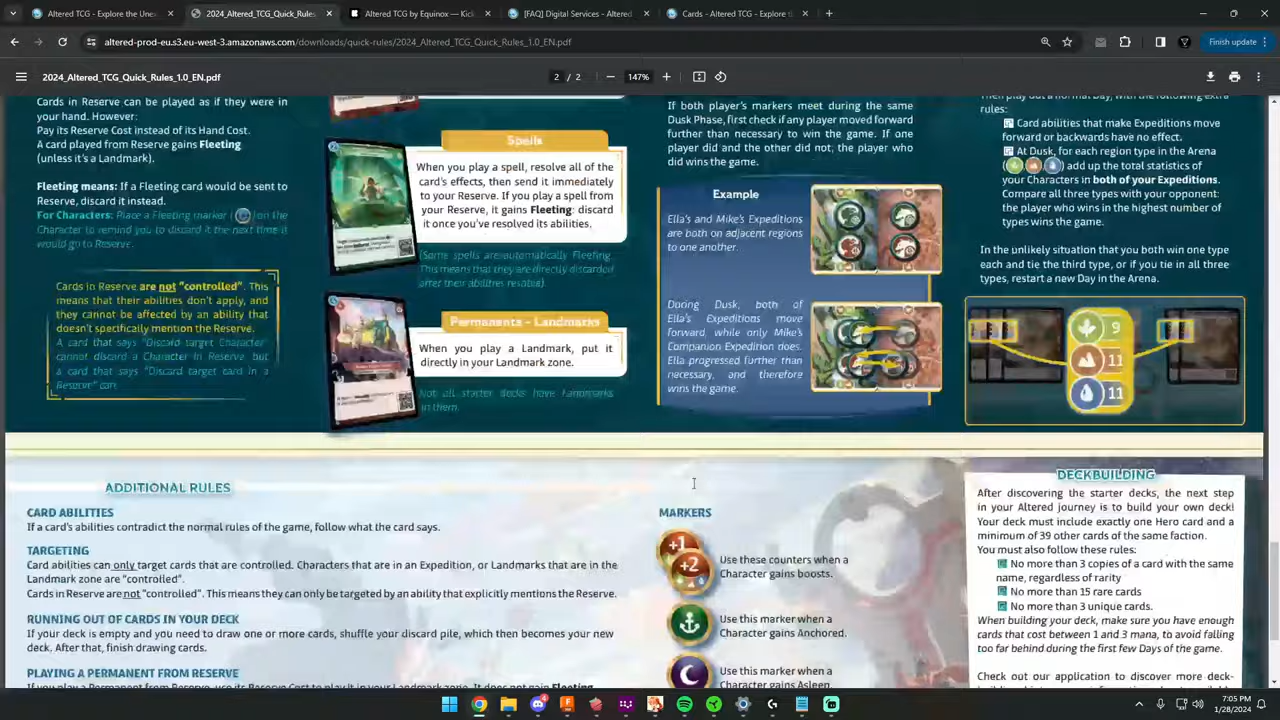 Altered TCG - Explore the Une
2024_Altered_TCG_Quick_Rules_
Altered TCG by Equinox — Kick
[FAQ] Digital Services - Altered
Cards - Altered TCG - Explore t
altered-prod-eu.s3.eu-west-3.amazonaws.com/downloads/quick-rules/2024_Altered_TCG_Quick_Rules_1.0_EN.pdf
Finish update
2024_Altered_TCG_Quick_Rules_1.0_EN.pdf
2 / 2
147%
Cards in Reserve can be played as if they were in
your hand. However:
Pay its Reserve Cost instead of its Hand Cost.
A card played from Reserve gains Fleeting
(unless it's a Landmark).
Fleeting means: If a Fleeting card would be sent to
Reserve, discard it instead.
For Characters: Place a Fleeting marker ( ) on the
Character to remind you to discard it the next time it
would go to Reserve.
Cards in Reserve are not "controlled". This
means that their abilities don't apply, and
they cannot be affected by an ability that
doesn't specifically mention the Reserve.
A card that says "Discard target Character"
cannot discard a Character in Reserve, but
a card that says "Discard target card in a
Reserve" can.
Spells
When you play a spell, resolve all of the
card's effects, then send it immediately
to your Reserve. If you play a spell from
your Reserve, it gains Fleeting: discard
it once you've resolved its abilities.
(Some spells are automatically Fleeting.
This means that they are directly discarded
after their abilities resolve).
Permanents - Landmarks
When you play a Landmark, put it
directly in your Landmark zone.
Not all starter decks have Landmarks
in them.
If both player's markers meet during the same
Dusk Phase, first check if any player moved forward
further than necessary to win the game. If one
player did and the other did not, the player who
did wins the game.
Example
Ella's and Mike's Expeditions
are both on adjacent regions
to one another.
During Dusk, both of
Ella's Expeditions move
forward, while only Mike's
Companion Expedition does.
Ella progressed further than
necessary, and therefore
wins the game.
Then play out a normal Day, with the following extra
rules:
Card abilities that make Expeditions move
forward or backwards have no effect.
At Dusk, for each region type in the Arena
( ) add up the total statistics of
your Characters in both of your Expeditions.
Compare all three types with your opponent:
the player who wins in the highest number of
types wins the game.
In the unlikely situation that you both win one type
each and tie the third type, or if you tie in all three
types, restart a new Day in the Arena.
9
11
11
ADDITIONAL RULES
CARD ABILITIES
If a card's abilities contradict the normal rules of the game, follow what the card says.
TARGETING
Card abilities can only target cards that are controlled. Characters that are in an Expedition, or Landmarks that are in the
Landmark zone are "controlled".
Cards in Reserve are not "controlled". This means they can only be targeted by an ability that explicitly mentions the Reserve.
RUNNING OUT OF CARDS IN YOUR DECK
If your deck is empty and you need to draw one or more cards, shuffle your discard pile, which then becomes your new
deck. After that, finish drawing cards.
PLAYING A PERMANENT FROM RESERVE
If you play a Permanent from Reserve, use its Reserve Cost to play it in your Landmark zone. It does not gain Fleeting.
MARKERS
+1
+2
Use these counters when a
Character gains boosts.
Use this marker when a
Character gains Anchored.
Use this marker when a
Character gains Asleep.
DECKBUILDING
After discovering the starter decks, the next step
in your Altered journey is to build your own deck!
Your deck must include exactly one Hero card and a
minimum of 39 other cards of the same faction.
You must also follow these rules:
No more than 3 copies of a card with the same
name, regardless of rarity
No more than 15 rare cards
No more than 3 unique cards.
When building your deck, make sure you have enough
cards that cost between 1 and 3 mana, to avoid falling
too far behind during the first few Days of the game.
Check out our application to discover more deck-
7:05 PM
1/28/2024